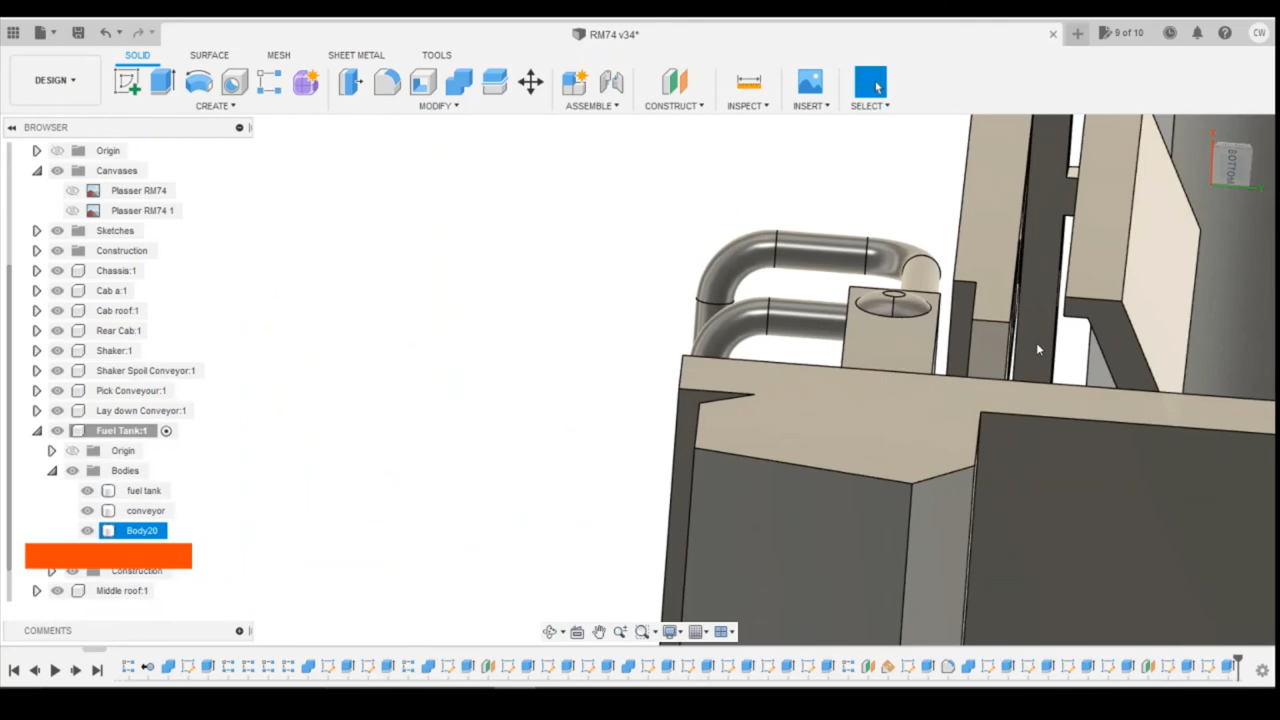 RM74 v34*
9 of 10
CW
DESIGN
SOLID
SURFACE
MESH
SHEET METAL
TOOLS
CREATE
MODIFY
ASSEMBLE
CONSTRUCT
INSPECT
INSERT
SELECT
BROWSER
Origin
Canvases
Plasser RM74
Plasser RM74 1
Sketches
Construction
Chassis:1
Cab a:1
Cab roof:1
Rear Cab:1
Shaker:1
Shaker Spoil Conveyor:1
Pick Conveyour:1
Lay down Conveyor:1
Fuel Tank:1
Origin
Bodies
fuel tank
conveyor
Body20
Construction
Middle roof:1
COMMENTS
BOTTOM
X
Y